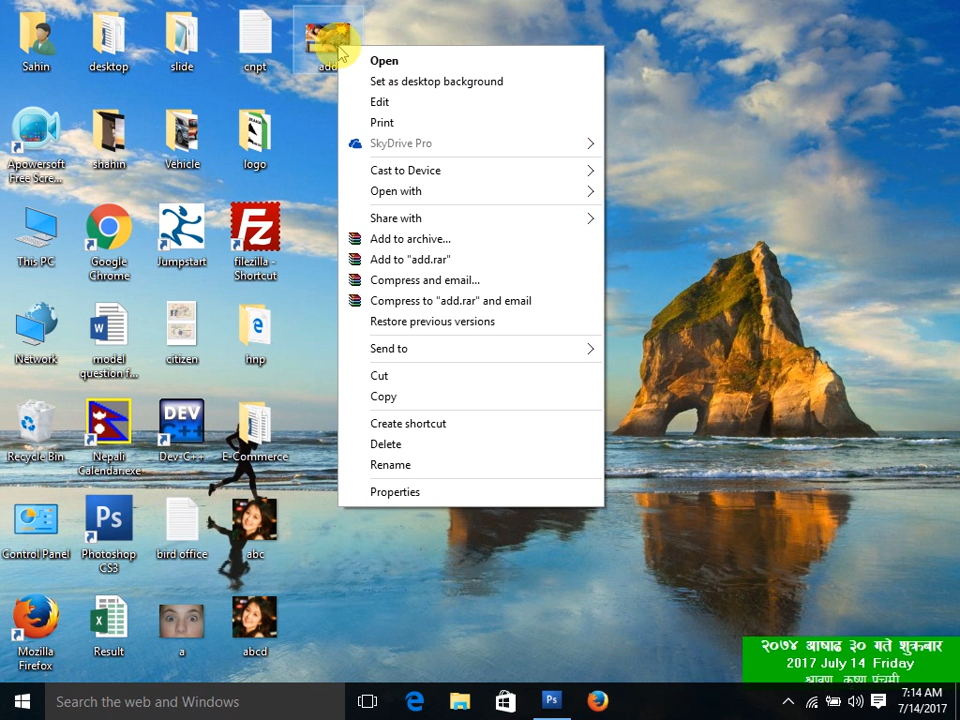 Sahin
desktop
slide
cnpt
add
Open
Set as desktop background
Edit
Print
SkyDrive Pro
Cast to Device
Open with
Share with
Add to archive...
Add to "add.rar"
Compress and email...
Compress to "add.rar" and email
Restore previous versions
Send to
Cut
Copy
Create shortcut
Delete
Rename
Properties
Apowersoft
Free Scre...
shahin
Vehicle
logo
This PC
Google
Chrome
Jumpstart
Fz
filezilla -
Shortcut
Network
W
model
question f...
citizen
e
hnp
Recycle Bin
Nepali
Calendar.exe
DEV
C++
Dev-C++
E-Commerce
Control Panel
Ps
Photoshop
CS3
bird office
abc
Mozilla
Firefox
X
Result
a
abcd
२०७४ आषाढ ३० गते शुक्रबार
2017 July 14 Friday
श्रावण कृष्ण पंचमी
Search the web and Windows
e
Ps
7:14 AM
7/14/2017